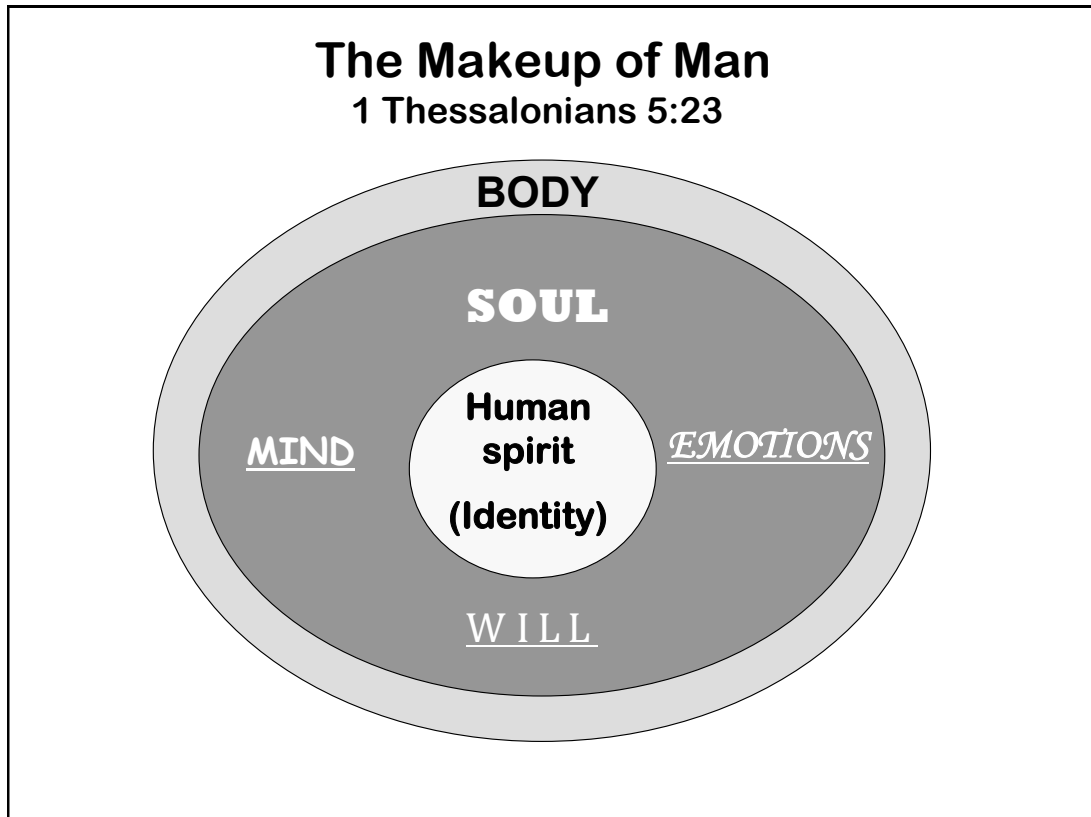 The Makeup of Man
1 Thessalonians 5:23
BODY
SOUL
Human
spirit
(Identity)
MIND
EMOTIONS
WILL